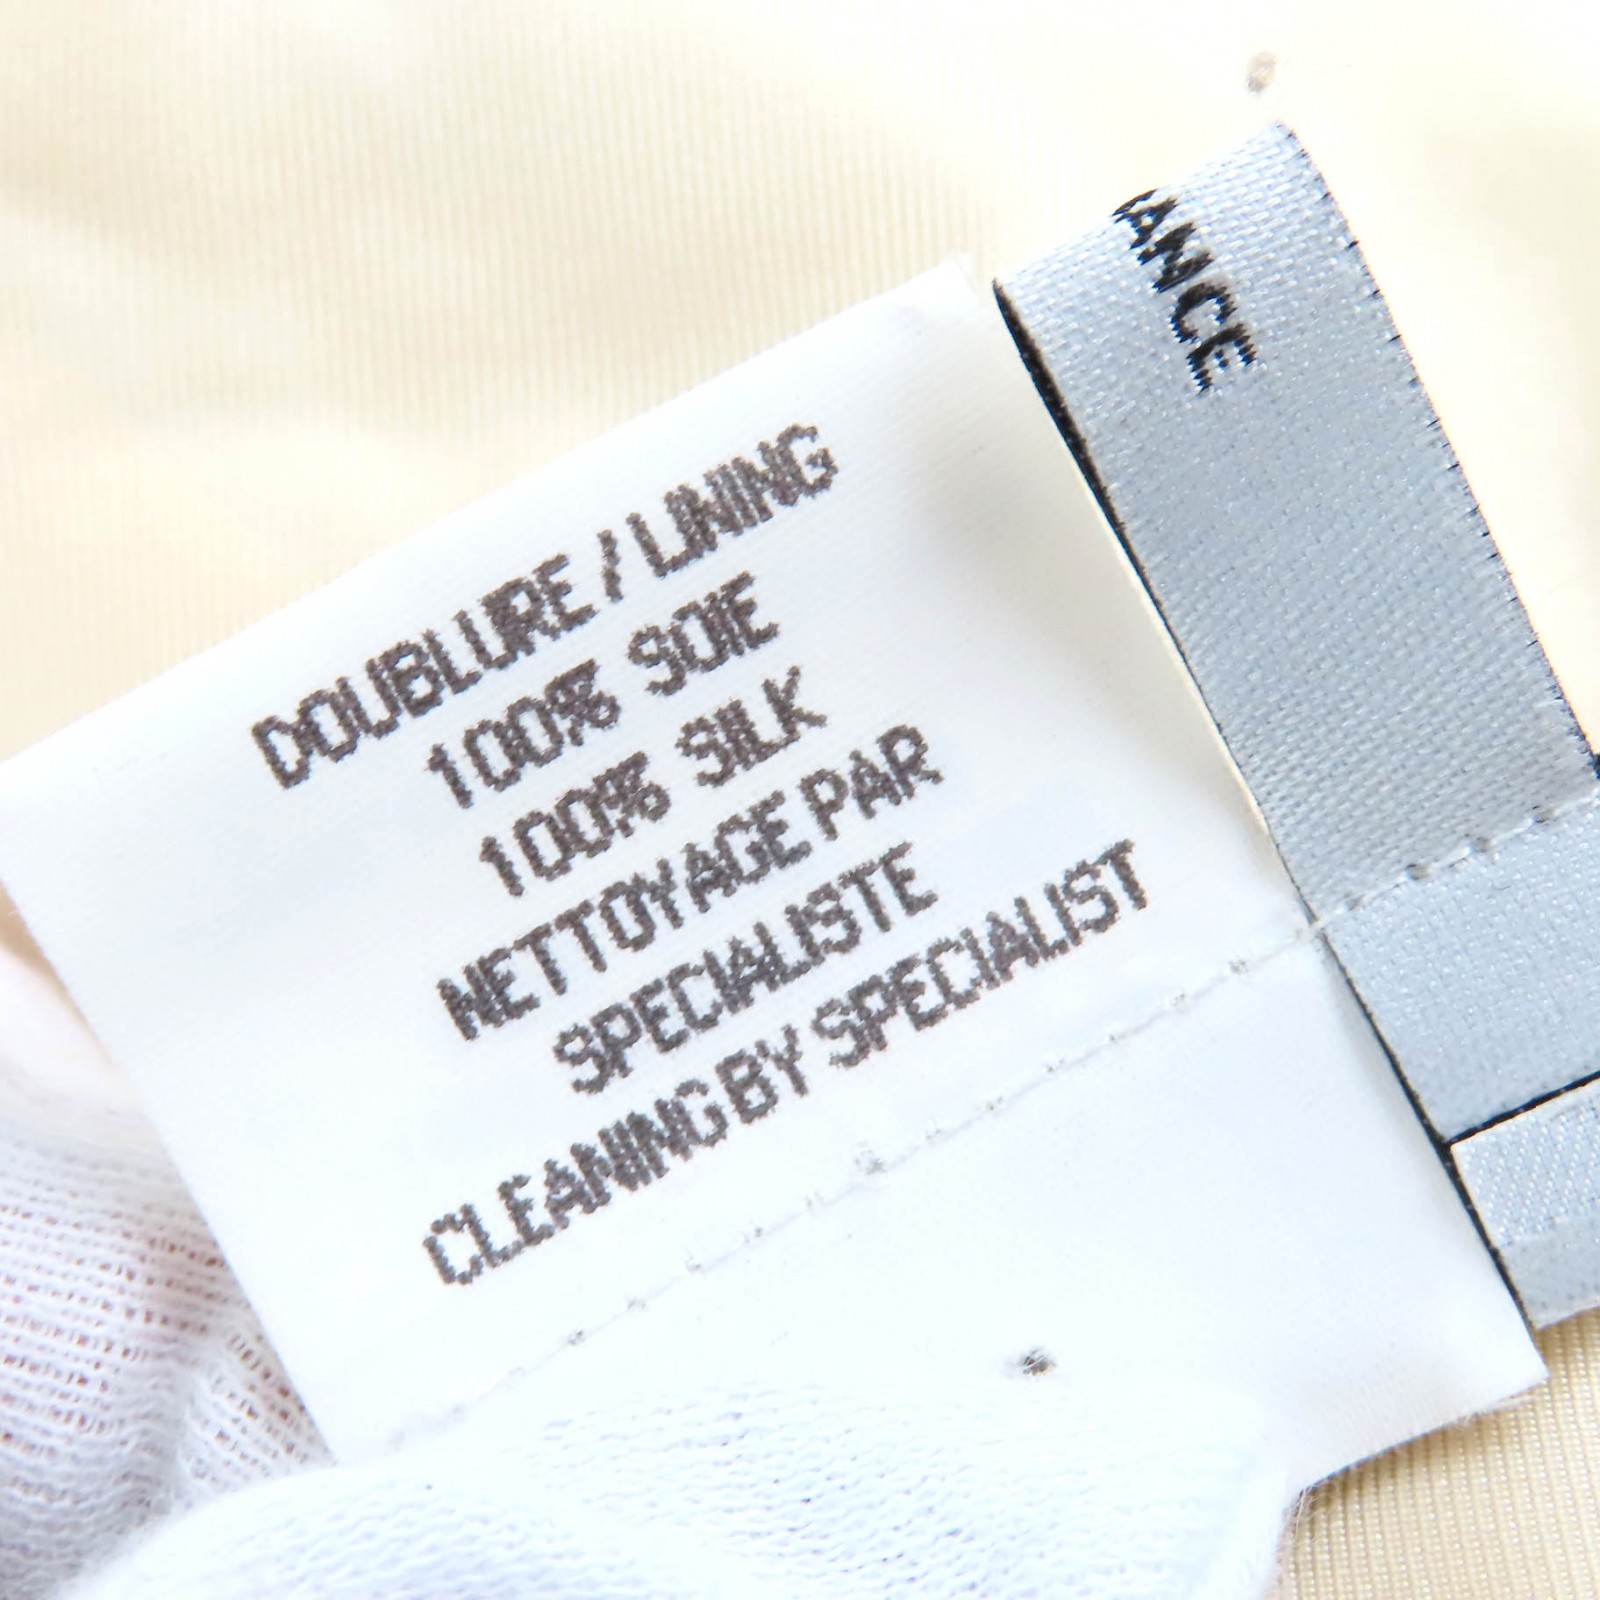 DOUBLURE / LINING
100% SOIE
100% SILK
NETTOYAGE PAR
SPECIALISTE
CLEANING BY SPECIALIST